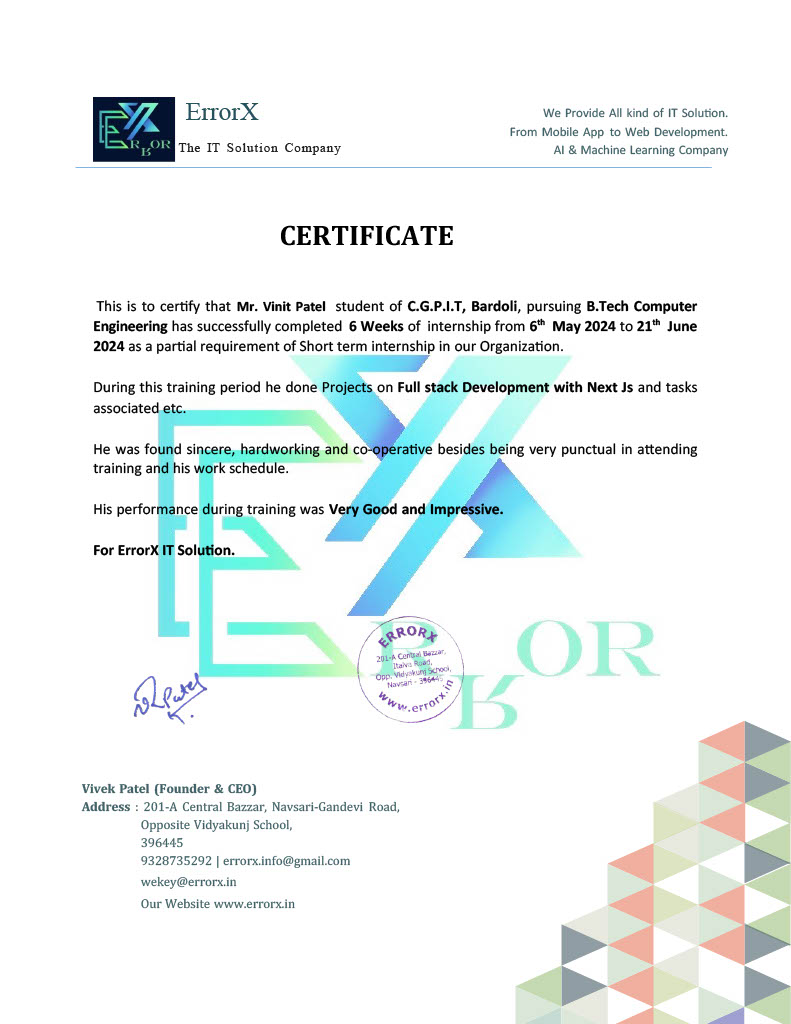 ErrorX
The IT Solution Company
ERROR
We Provide All kind of IT Solution.
From Mobile App to Web Development.
AI & Machine Learning Company
CERTIFICATE
This is to certify that Mr. Vinit Patel student of C.G.P.I.T, Bardoli, pursuing B.Tech Computer
Engineering has successfully completed 6 Weeks of internship from 6th May 2024 to 21th June
2024 as a partial requirement of Short term internship in our Organization.
During this training period he done Projects on Full stack Development with Next Js and tasks
associated etc.
He was found sincere, hardworking and co-operative besides being very punctual in attending
training and his work schedule.
His performance during training was Very Good and Impressive.
For ErrorX IT Solution.
ERROR
ERRORX
201-A Central Bazzar,
Italva Road,
Opp. Vidyakunj School,
Navsari - 396445
www.errorx.in
Patel
Vivek Patel (Founder & CEO)
Address : 201-A Central Bazzar, Navsari-Gandevi Road,
Opposite Vidyakunj School,
396445
9328735292 | errorx.info@gmail.com
wekey@errorx.in
Our Website www.errorx.in